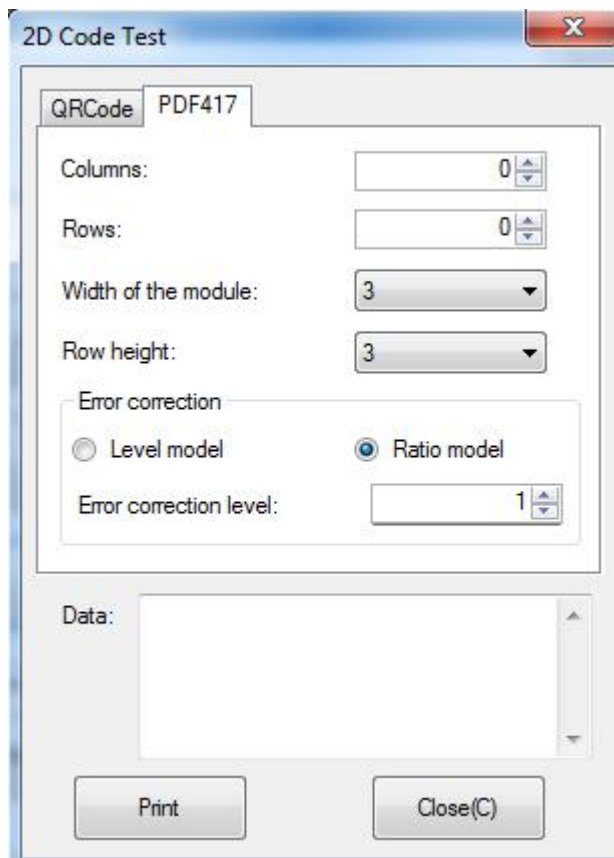 2D Code Test
QRCode PDF417
Columns: 0
Rows: 0
Width of the module: 3
Row height: 3
Error correction
Level model Ratio model
Error correction level: 1
Data:
Print Close(C)